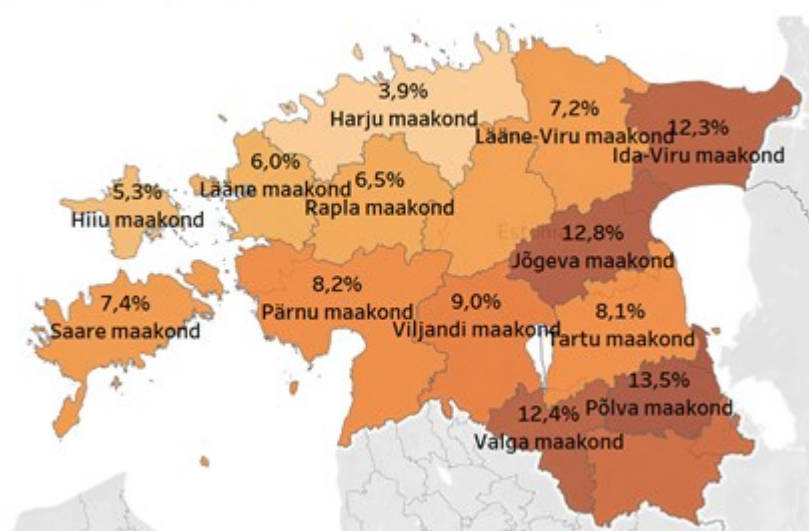 3,9%
Harju maakond
7,2%
Lääne-Viru maakond
12,3%
Ida-Viru maakond
6,0%
Lääne maakond
6,5%
Rapla maakond
5,3%
Hiiu maakond
12,8%
Jõgeva maakond
7,4%
Saare maakond
8,2%
Pärnu maakond
9,0%
Viljandi maakond
8,1%
Tartu maakond
13,5%
Põlva maakond
12,4%
Valga maakond